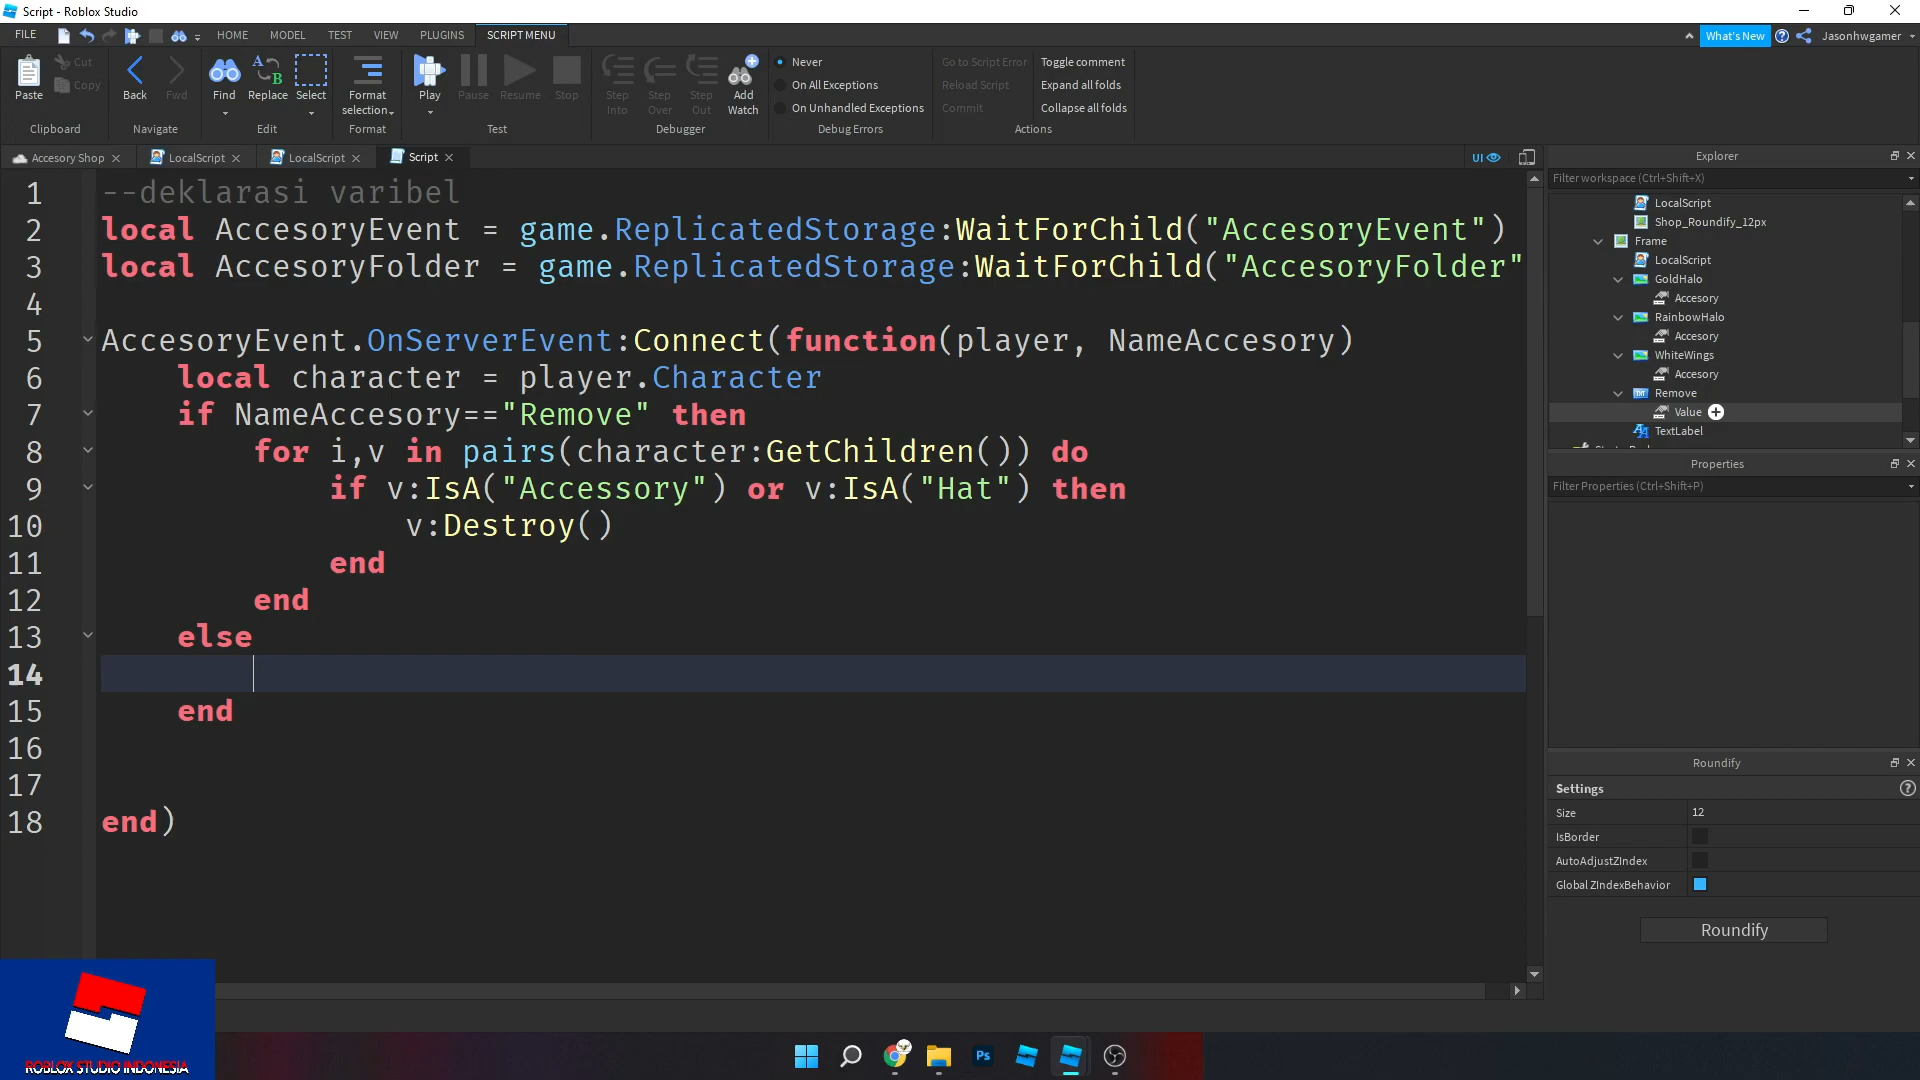 Script - Roblox Studio
FILE HOME MODEL TEST VIEW PLUGINS SCRIPT MENU What's New Jasonhwgamer
Paste Cut Copy Back Fwd Find Replace Select Format selection Play Pause Resume Stop Step Into Step Over Step Out Add Watch
Never
On All Exceptions
On Unhandled Exceptions
Go to Script Error
Reload Script
Commit
Toggle comment
Expand all folds
Collapse all folds
Clipboard Navigate Edit Format Test Debugger Debug Errors Actions
Accesory Shop LocalScript LocalScript Script UI
1 --deklarasi varibel
2 local AccesoryEvent = game.ReplicatedStorage:WaitForChild("AccesoryEvent")
3 local AccesoryFolder = game.ReplicatedStorage:WaitForChild("AccesoryFolder"
4
5 AccesoryEvent.OnServerEvent:Connect(function(player, NameAccesory)
6 local character = player.Character
7 if NameAccesory=="Remove" then
8 for i,v in pairs(character:GetChildren()) do
9 if v:IsA("Accessory") or v:IsA("Hat") then
10 v:Destroy()
11 end
12 end
13 else
14
15 end
16
17
18 end)
Explorer
Filter workspace (Ctrl+Shift+X)
LocalScript
Shop_Roundify_12px
Frame
LocalScript
GoldHalo
Accesory
RainbowHalo
Accesory
WhiteWings
Accesory
Remove
Value
TextLabel
Properties
Filter Properties (Ctrl+Shift+P)
Roundify
Settings
Size 12
IsBorder
AutoAdjustZIndex
Global ZIndexBehavior
Roundify
ROBLOX STUDIO INDONESIA
Ps